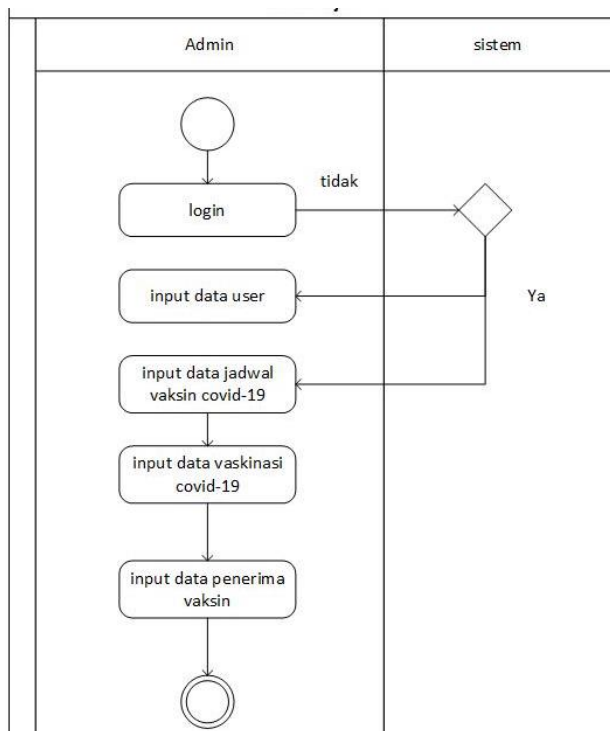 Admin
sistem
tidak
login
input data user
Ya
input data jadwal
vaksin covid-19
input data vaskinasi
covid-19
input data penerima
vaksin